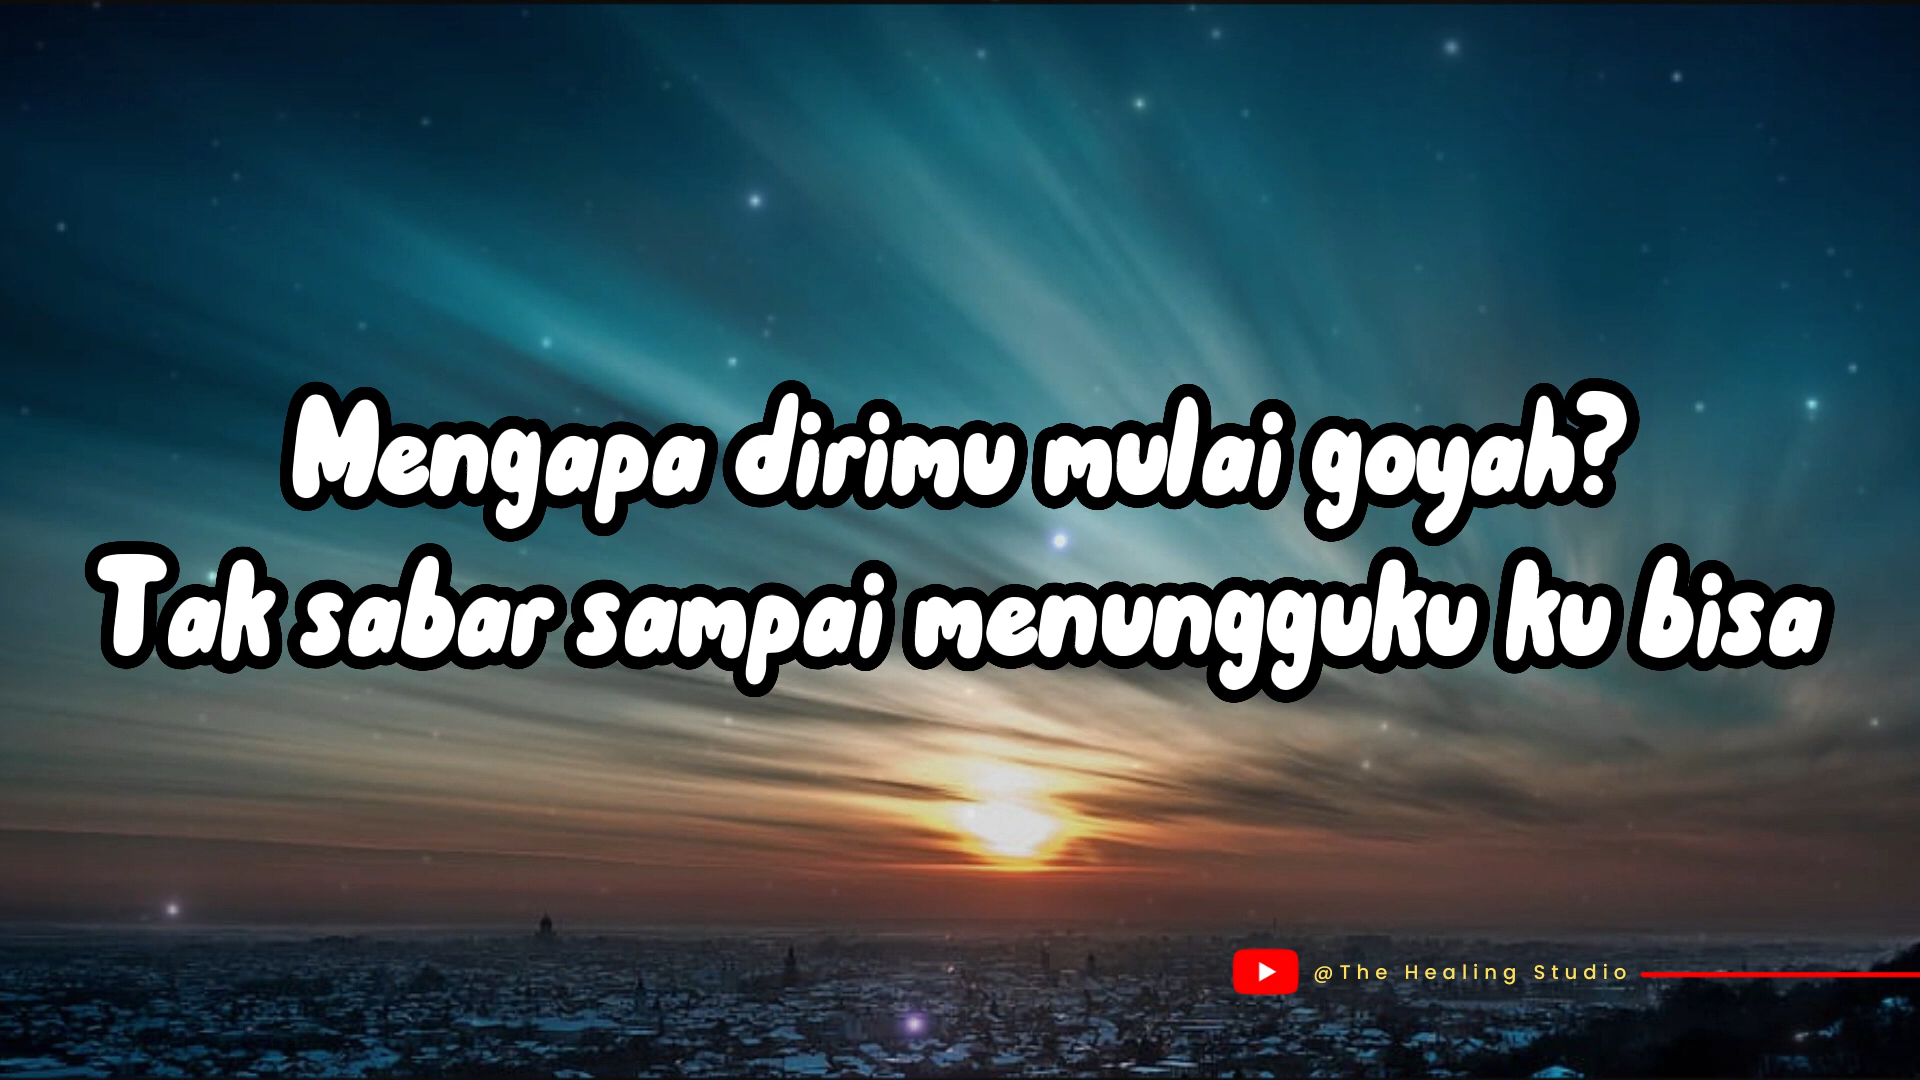 Mengapa dirimu mulai goyah?
Tak sabar sampai menungguku ku bisa
@The Healing Studio